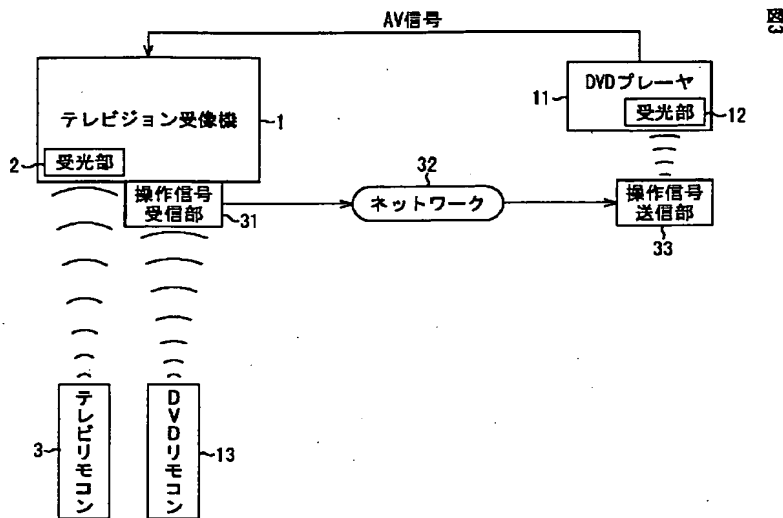 図3
AV信号
テレビジョン受像機
1
2
受光部
操作信号
受信部
31
32
ネットワーク
DVDプレーヤ
11
受光部
12
操作信号
送信部
33
テレビリモコン
3
DVDリモコン
13